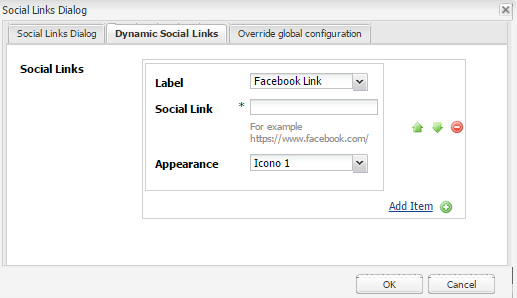 Social Links Dialog
Social Links Dialog
Dynamic Social Links
Override global configuration
Social Links
Label
Facebook Link
Social Link
*
For example
https://www.facebook.com/
Appearance
Icono 1
Add Item
OK
Cancel